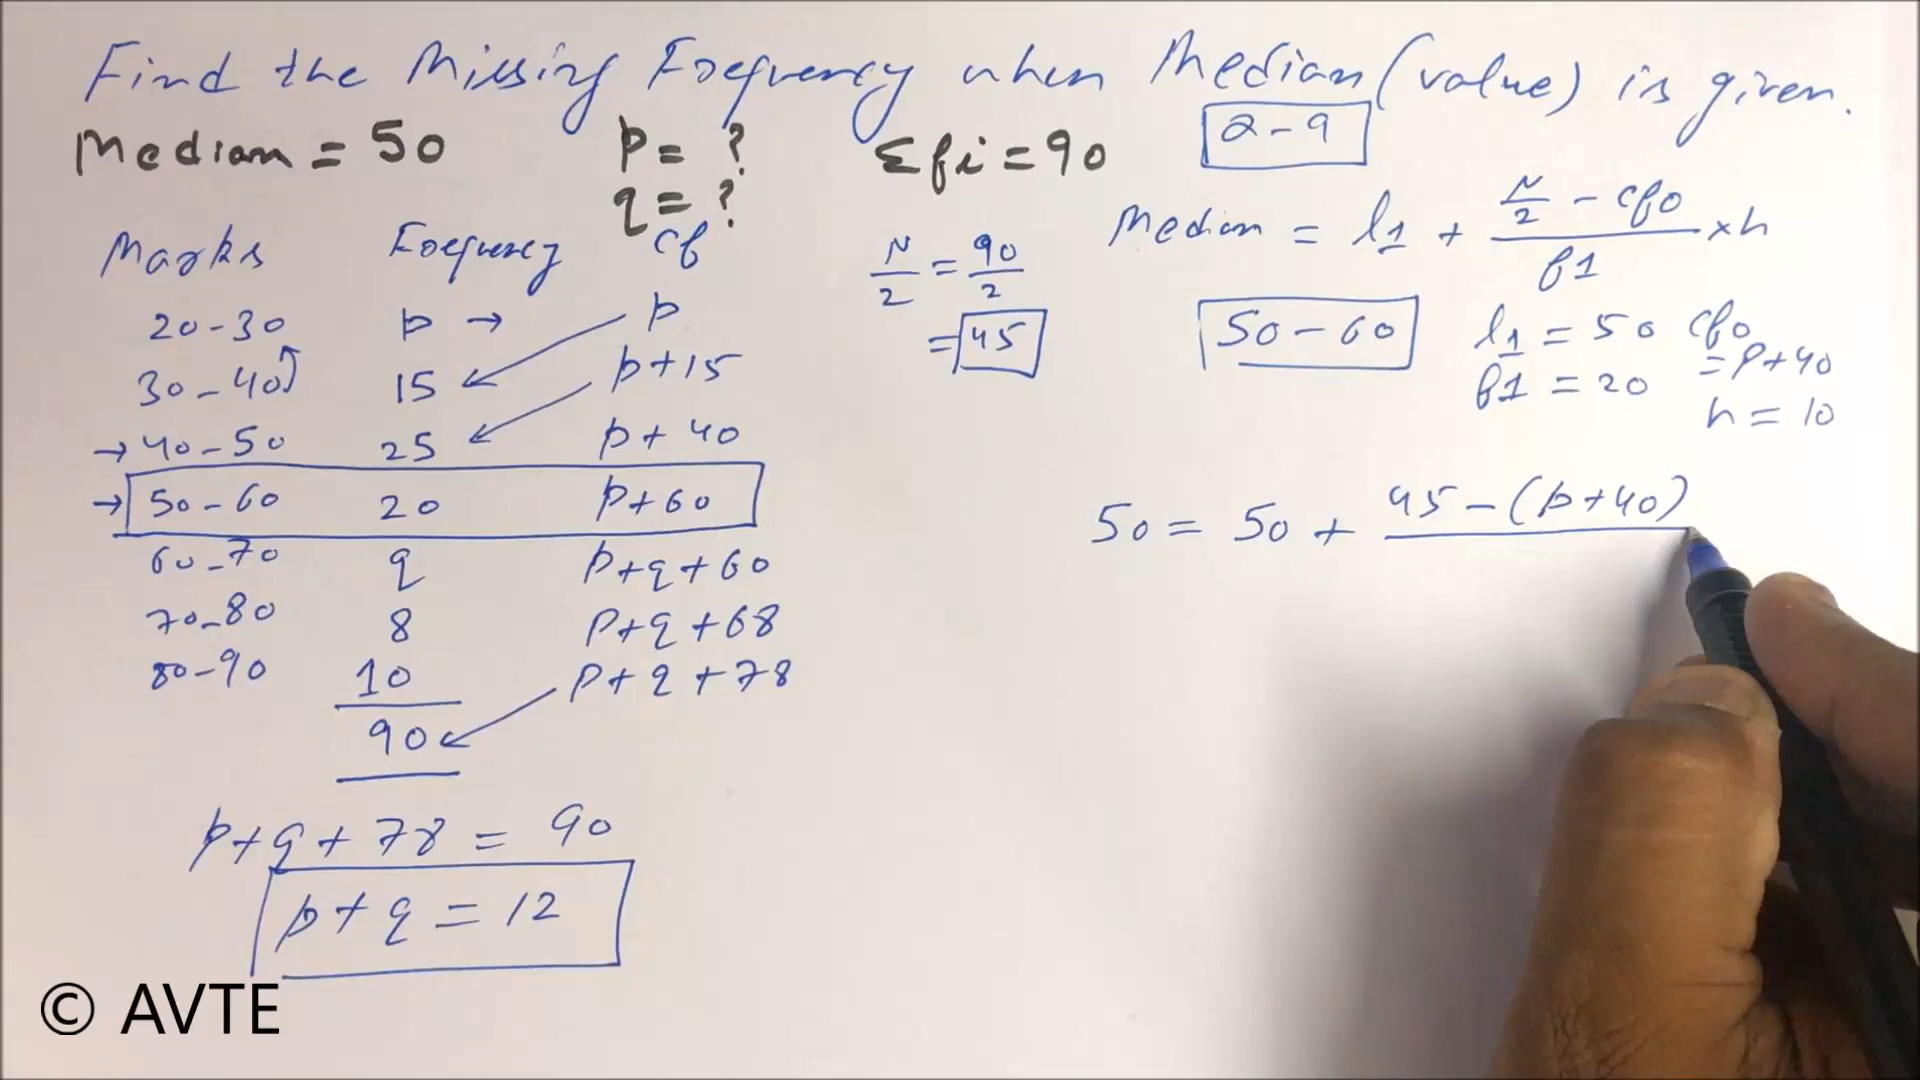 Find the Missing Frequency when Median (value) is given.
Median = 50 p = ? Σfi = 90 2-9
q = ?
Marks Frequency cf
20-30 p → p
30-40 15 p+15
→ 40-50 25 p+40
→ 50-60 20 p+60
60-70 q p+q+60
70-80 8 p+q+68
80-90 10 p+q+78
90
p+q+78 = 90
p+q = 12
N/2 = 90/2
= 45
Median = l1 + (N/2 - cf0)/f1 × h
50-60 l1 = 50 cf0
= p+40
f1 = 20
h = 10
50 = 50 + 45-(p+40)
© AVTE